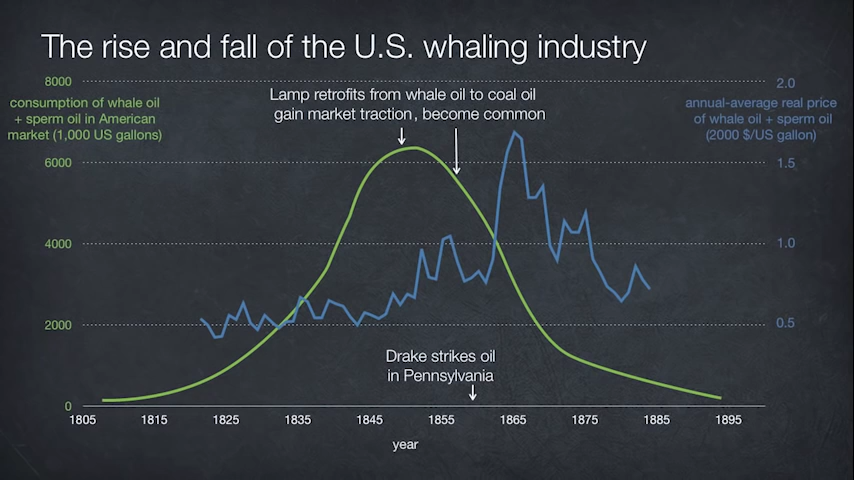 The rise and fall of the U.S. whaling industry
8000
2.0
consumption of whale oil
+ sperm oil in American
market (1,000 US gallons)
Lamp retrofits from whale oil to coal oil
gain market traction, become common
annual-average real price
of whale oil + sperm oil
(2000 $/US gallon)
6000
1.5
4000
1.0
2000
0.5
Drake strikes oil
in Pennsylvania
0
1805 1815 1825 1835 1845 1855 1865 1875 1885 1895
year